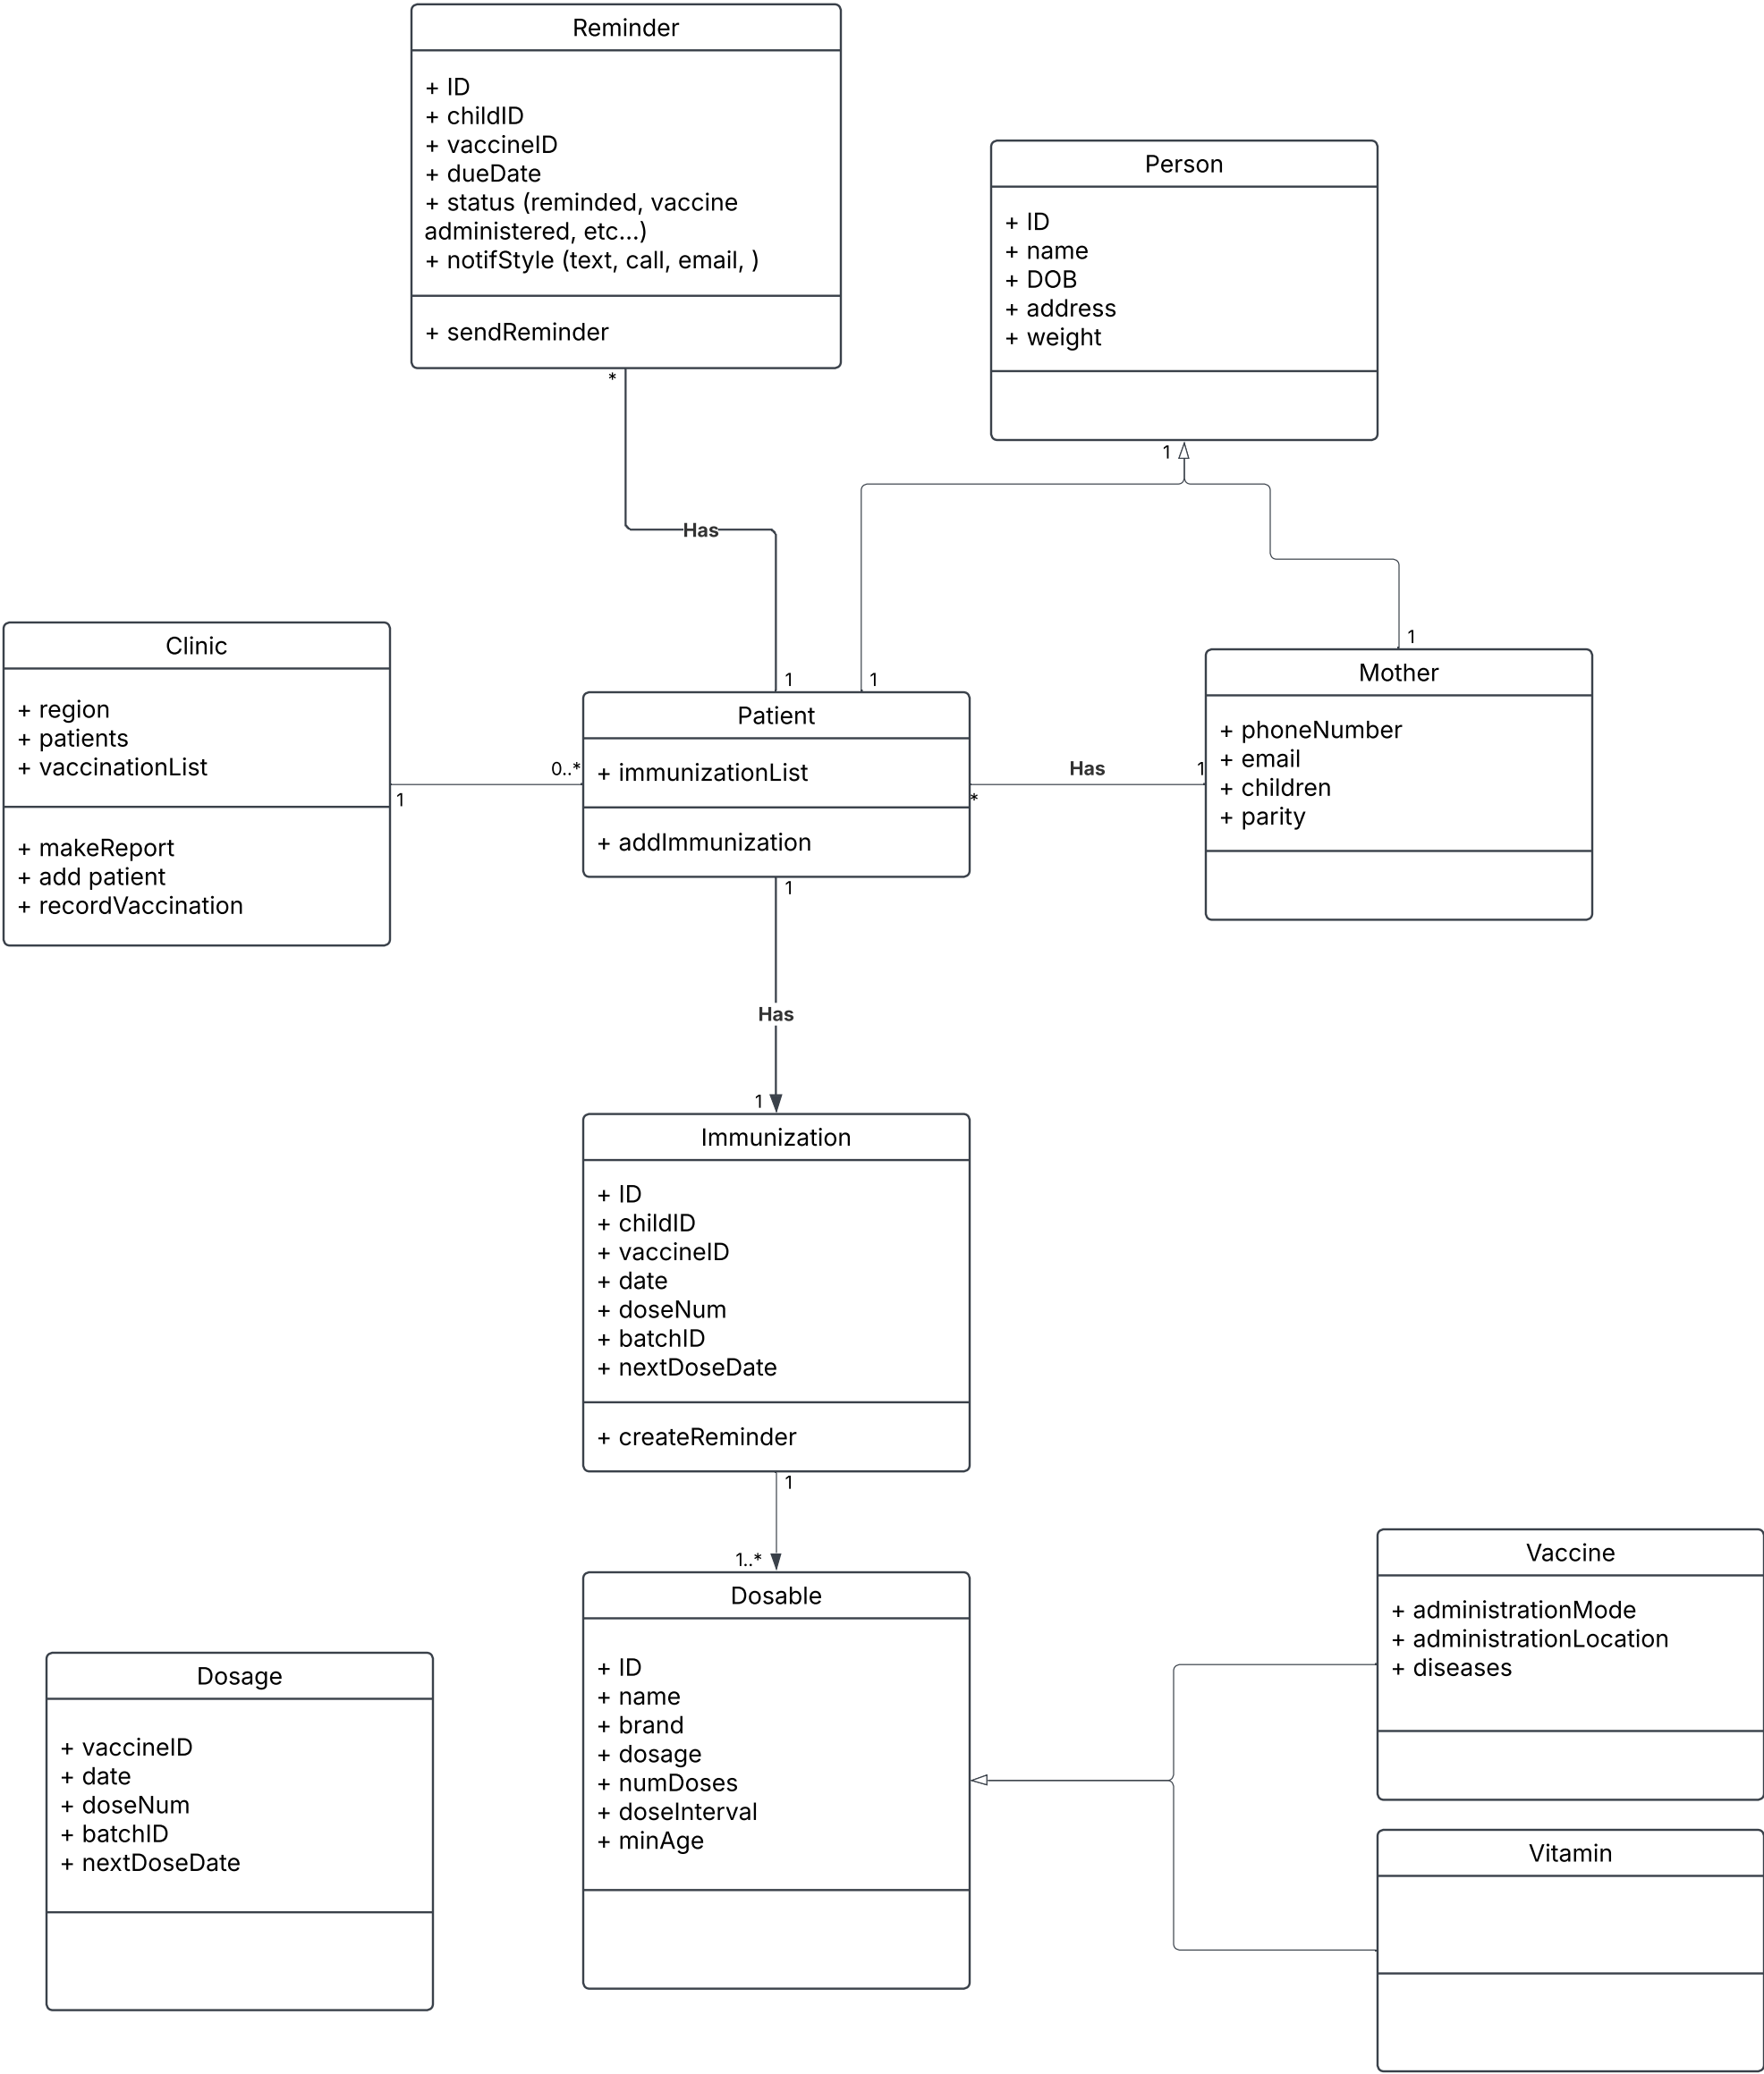 Reminder
+ ID
+ childID
+ vaccineID
+ dueDate
+ status (reminded, vaccine
administered, etc...)
+ notifStyle (text, call, email, )
+ sendReminder
*
Person
+ ID
+ name
+ DOB
+ address
+ weight
1
Has
1
1
1
Clinic
+ region
+ patients
+ vaccinationList
+ makeReport
+ add patient
+ recordVaccination
1
0..*
Patient
+ immunizationList
+ addImmunization
*
Has
1
Mother
+ phoneNumber
+ email
+ children
+ parity
1
Has
1
Immunization
+ ID
+ childID
+ vaccineID
+ date
+ doseNum
+ batchID
+ nextDoseDate
+ createReminder
1
1..*
Dosable
+ ID
+ name
+ brand
+ dosage
+ numDoses
+ doseInterval
+ minAge
Vaccine
+ administrationMode
+ administrationLocation
+ diseases
Dosage
+ vaccineID
+ date
+ doseNum
+ batchID
+ nextDoseDate
Vitamin